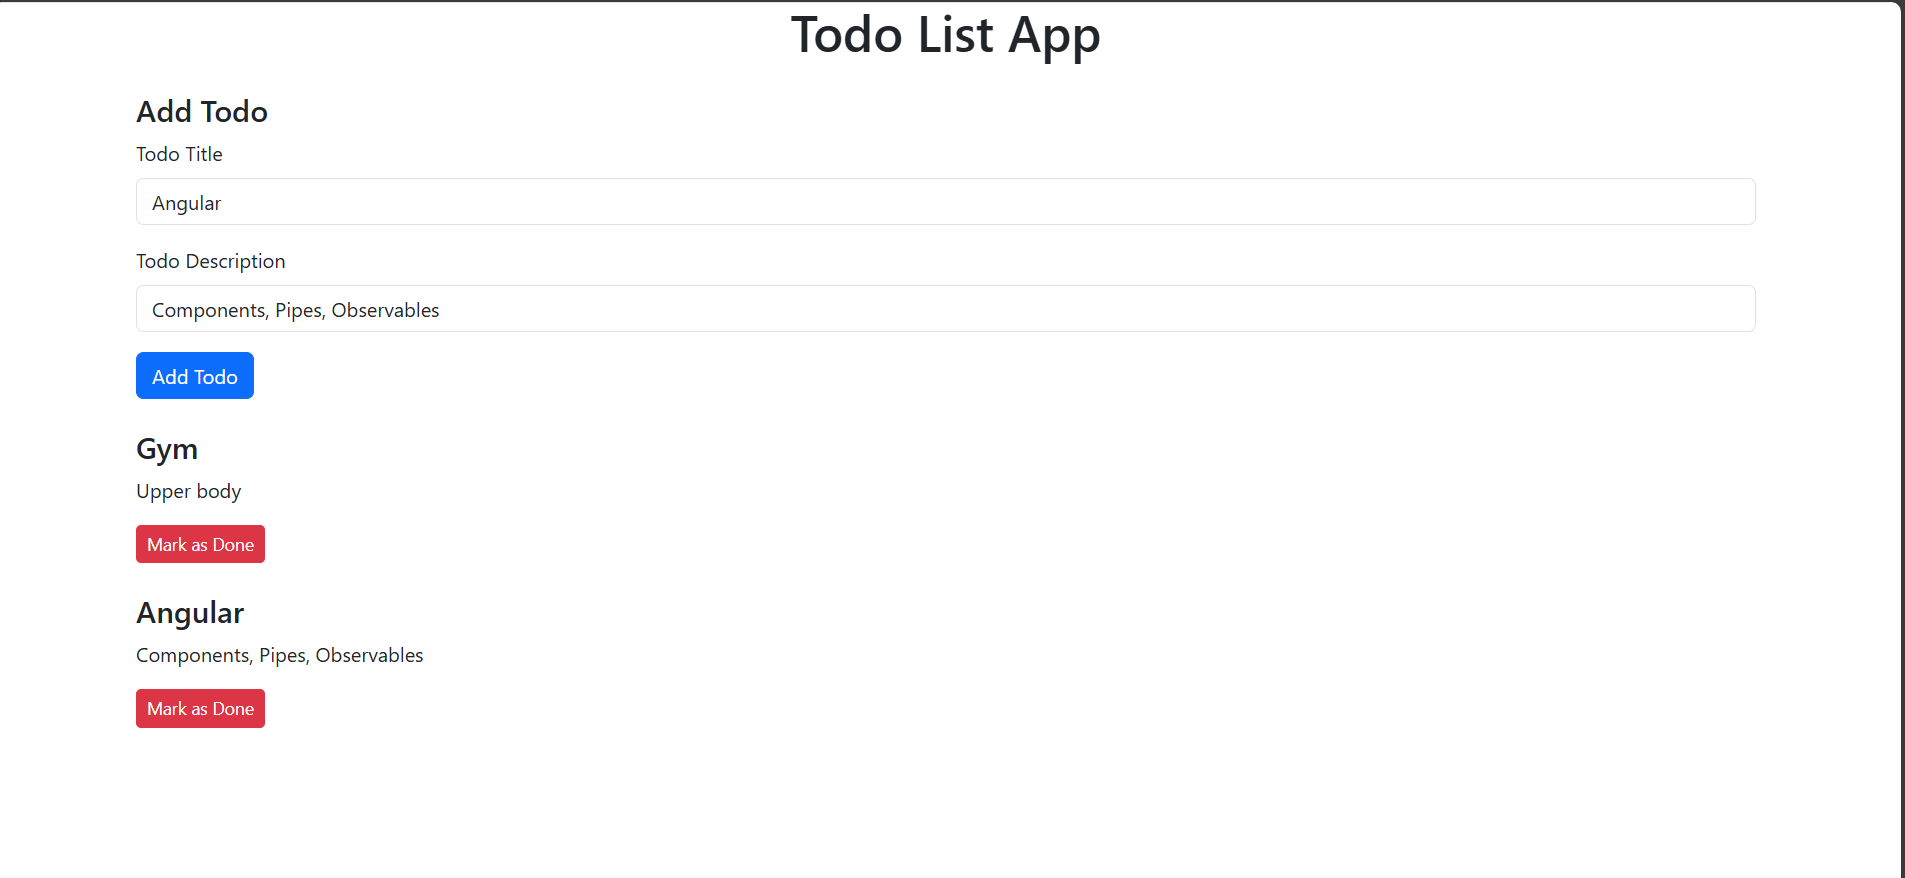 Todo List App
Add Todo
Todo Title
Angular
Todo Description
Components, Pipes, Observables
Add Todo
Gym
Upper body
Mark as Done
Angular
Components, Pipes, Observables
Mark as Done